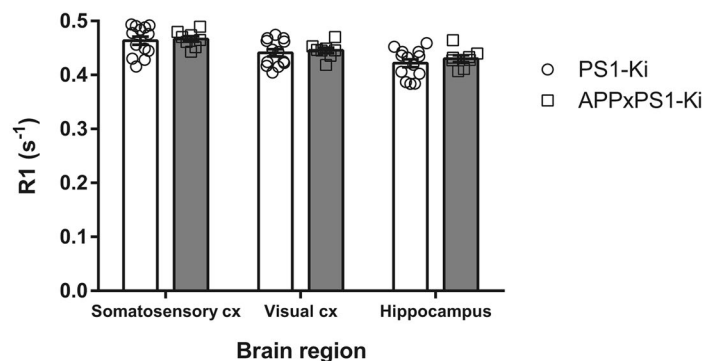 R1 (s-1)
0.5
0.4
0.3
0.2
0.1
0.0
Somatosensory cx
Visual cx
Hippocampus
Brain region
PS1-Ki
APPxPS1-Ki